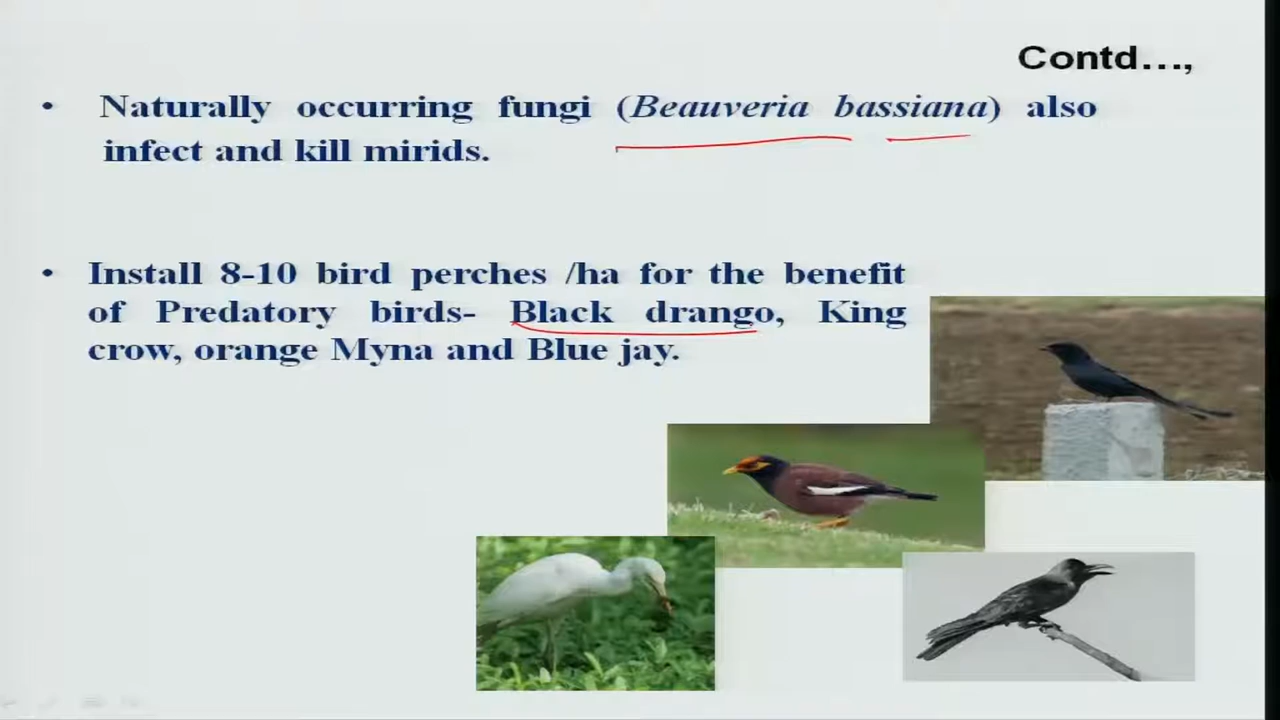 Contd...,
• Naturally occurring fungi (Beauveria bassiana) also
infect and kill mirids.
• Install 8-10 bird perches /ha for the benefit
of Predatory birds- Black drango, King
crow, orange Myna and Blue jay.